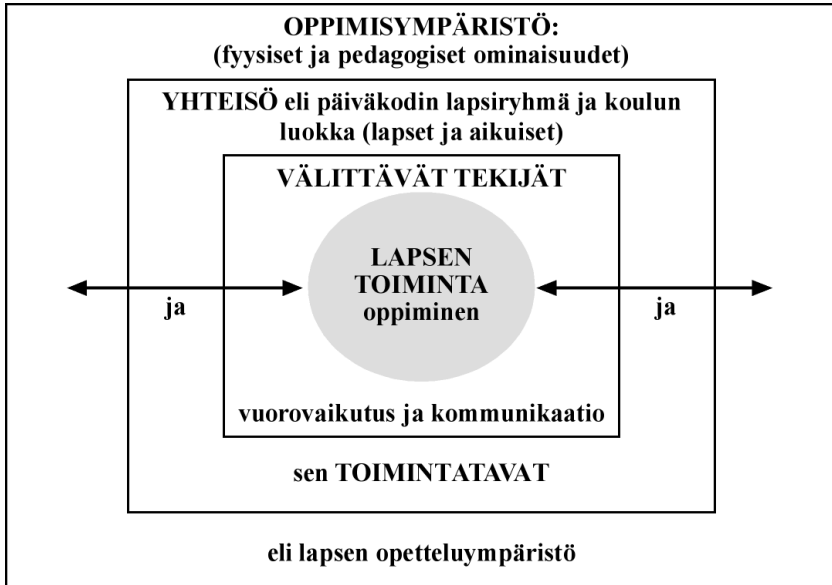 OPPIMISYMPÄRISTÖ:
(fyysiset ja pedagogiset ominaisuudet)
YHTEISÖ eli päiväkodin lapsiryhmä ja koulun
luokka (lapset ja aikuiset)
VÄLITTÄVÄT TEKIJÄT
LAPSEN
TOIMINTA
oppiminen
ja
ja
vuorovaikutus ja kommunikaatio
sen TOIMINTATAVAT
eli lapsen opetteluympäristö